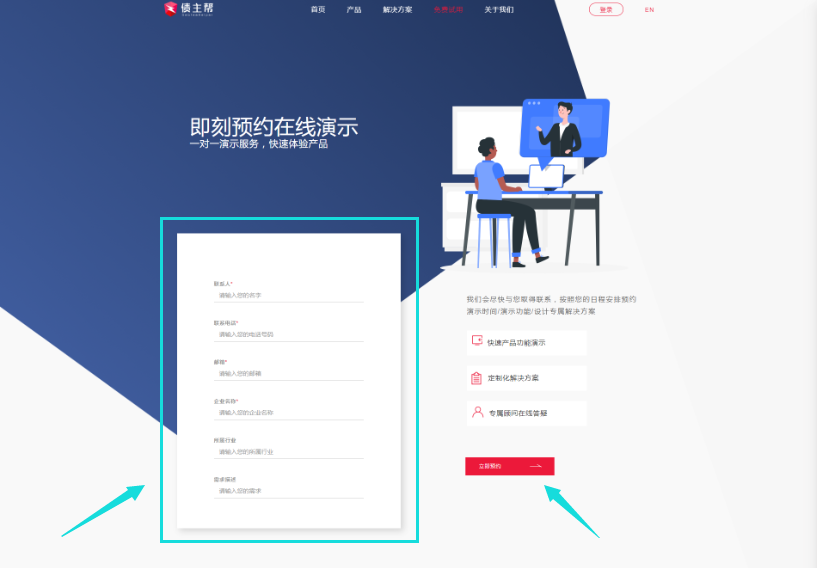 债主帮
首页
产品
解决方案
免费试用
关于我们
登录
EN
即刻预约在线演示
一对一演示服务，快速体验产品
联系人*
请输入您的名字
联系电话*
请输入您的电话号码
邮箱*
请输入您的邮箱
企业名称*
请输入您的企业名称
所属行业
请输入您的所属行业
需求描述
请输入您的需求
我们会尽快与您取得联系，按照您的日程安排预约
演示时间/演示功能/设计专属解决方案
快速产品功能演示
定制化解决方案
专属顾问在线答疑
立即预约